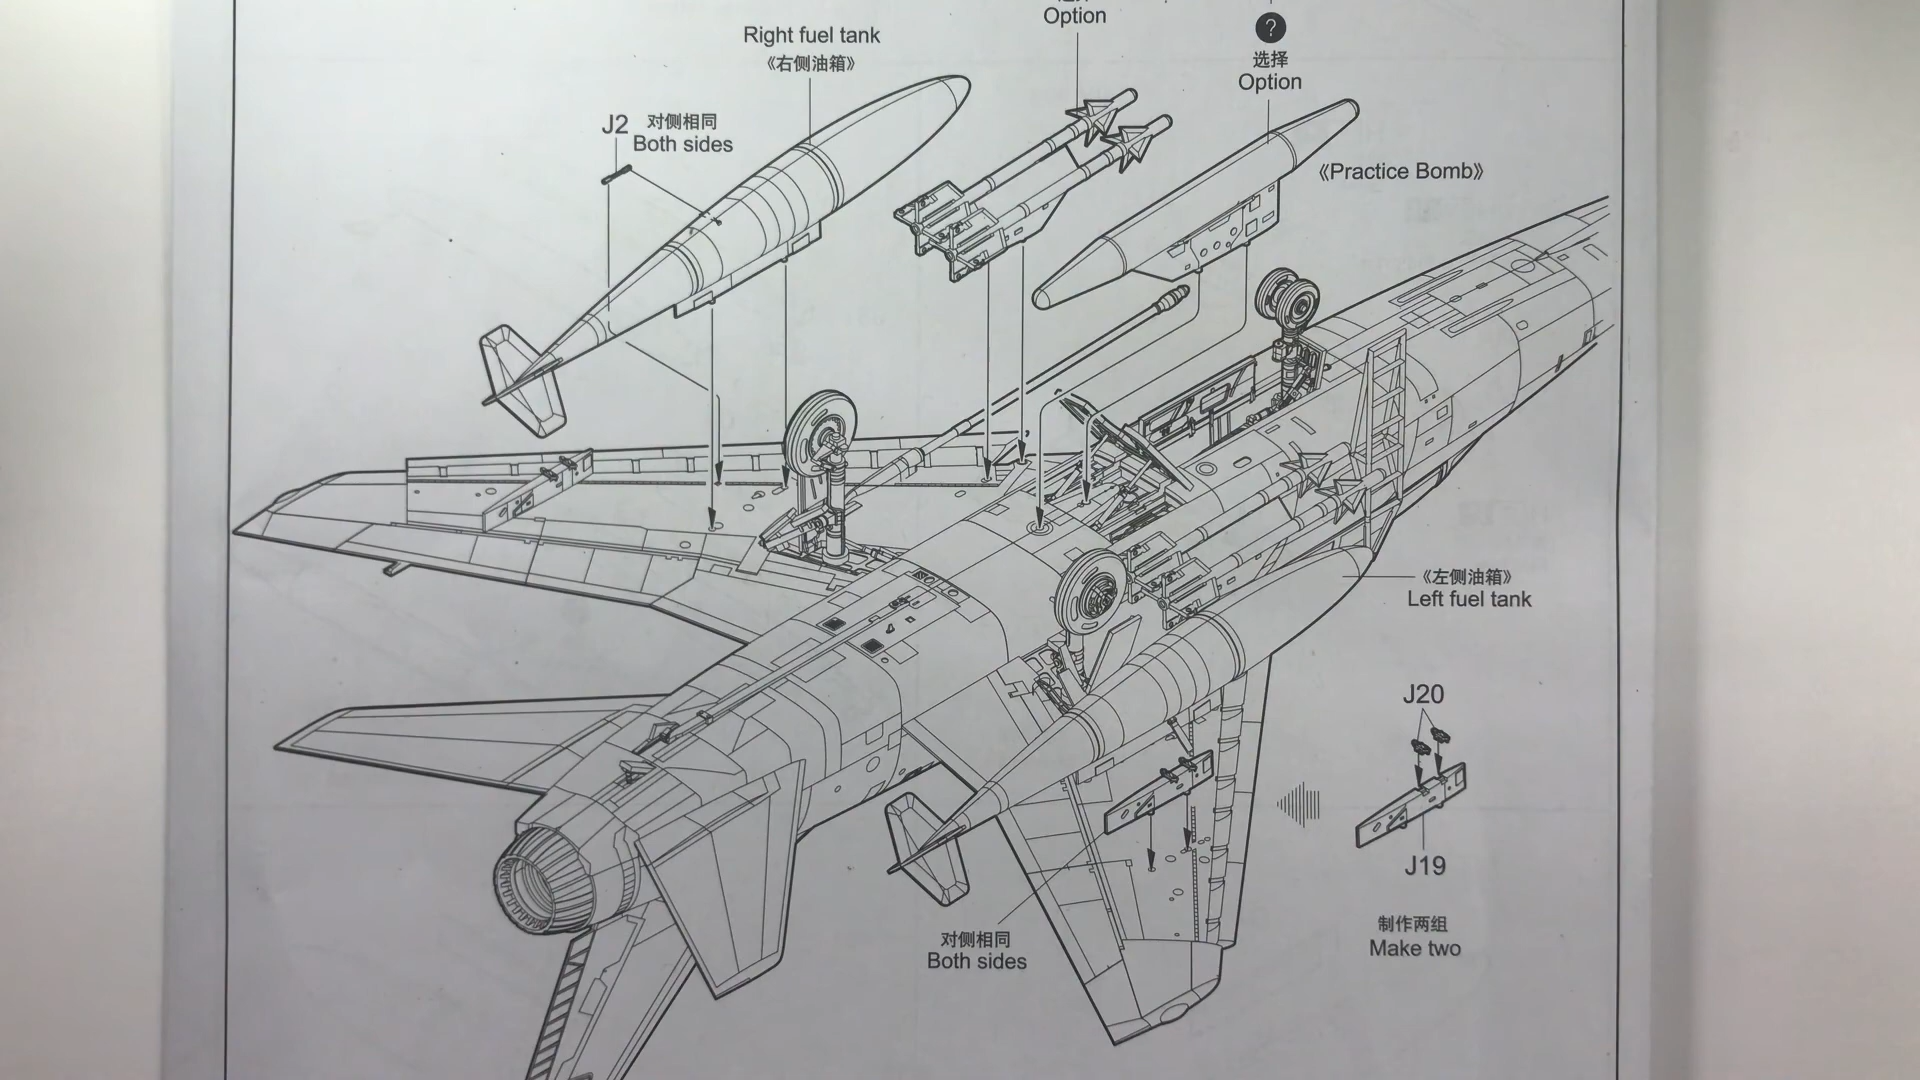 Option
?
选择
Option
Right fuel tank
《右侧油箱》
J2
对侧相同
Both sides
《Practice Bomb》
《左侧油箱》
Left fuel tank
J20
J19
对侧相同
Both sides
制作两组
Make two